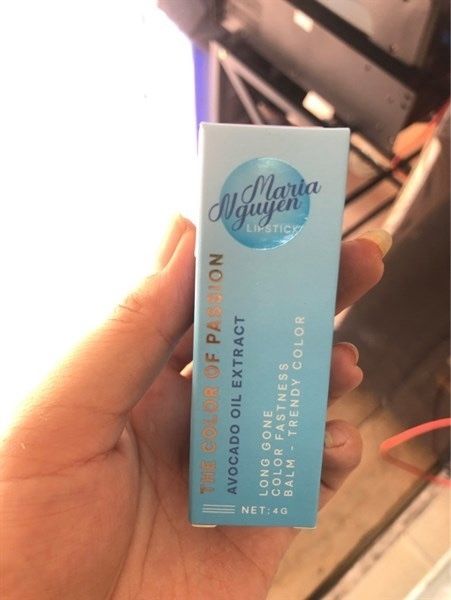 Maria
Nguyen
LIPSTICK
THE COLOR OF PASSION
AVOCADO OIL EXTRACT
LONG GONE
COLOR FASTNESS
BALM - TRENDY COLOR
NET: 4G